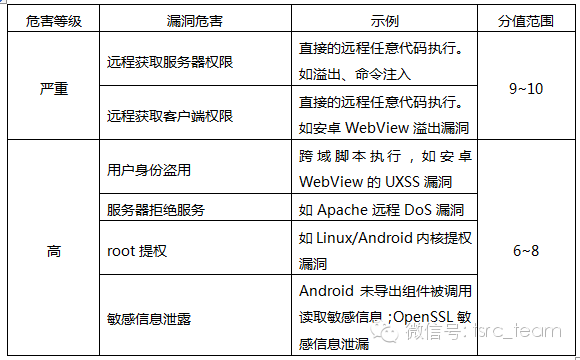 危害等级 漏洞危害 示例 分值范围
严重
远程获取服务器权限
直接的远程任意代码执行。
如溢出、命令注入
远程获取客户端权限
直接的远程任意代码执行。
如安卓 WebView 溢出漏洞
9~10
高
用户身份盗用
跨域脚本执行，如安卓
WebView 的 UXSS 漏洞
服务器拒绝服务
如 Apache 远程 DoS 漏洞
root 提权
如 Linux/Android 内核提权
漏洞
敏感信息泄露
Android 未导出组件被调用
读取敏感信息；OpenSSL 敏
感信息泄漏
6~8
微信号: tsrc_team